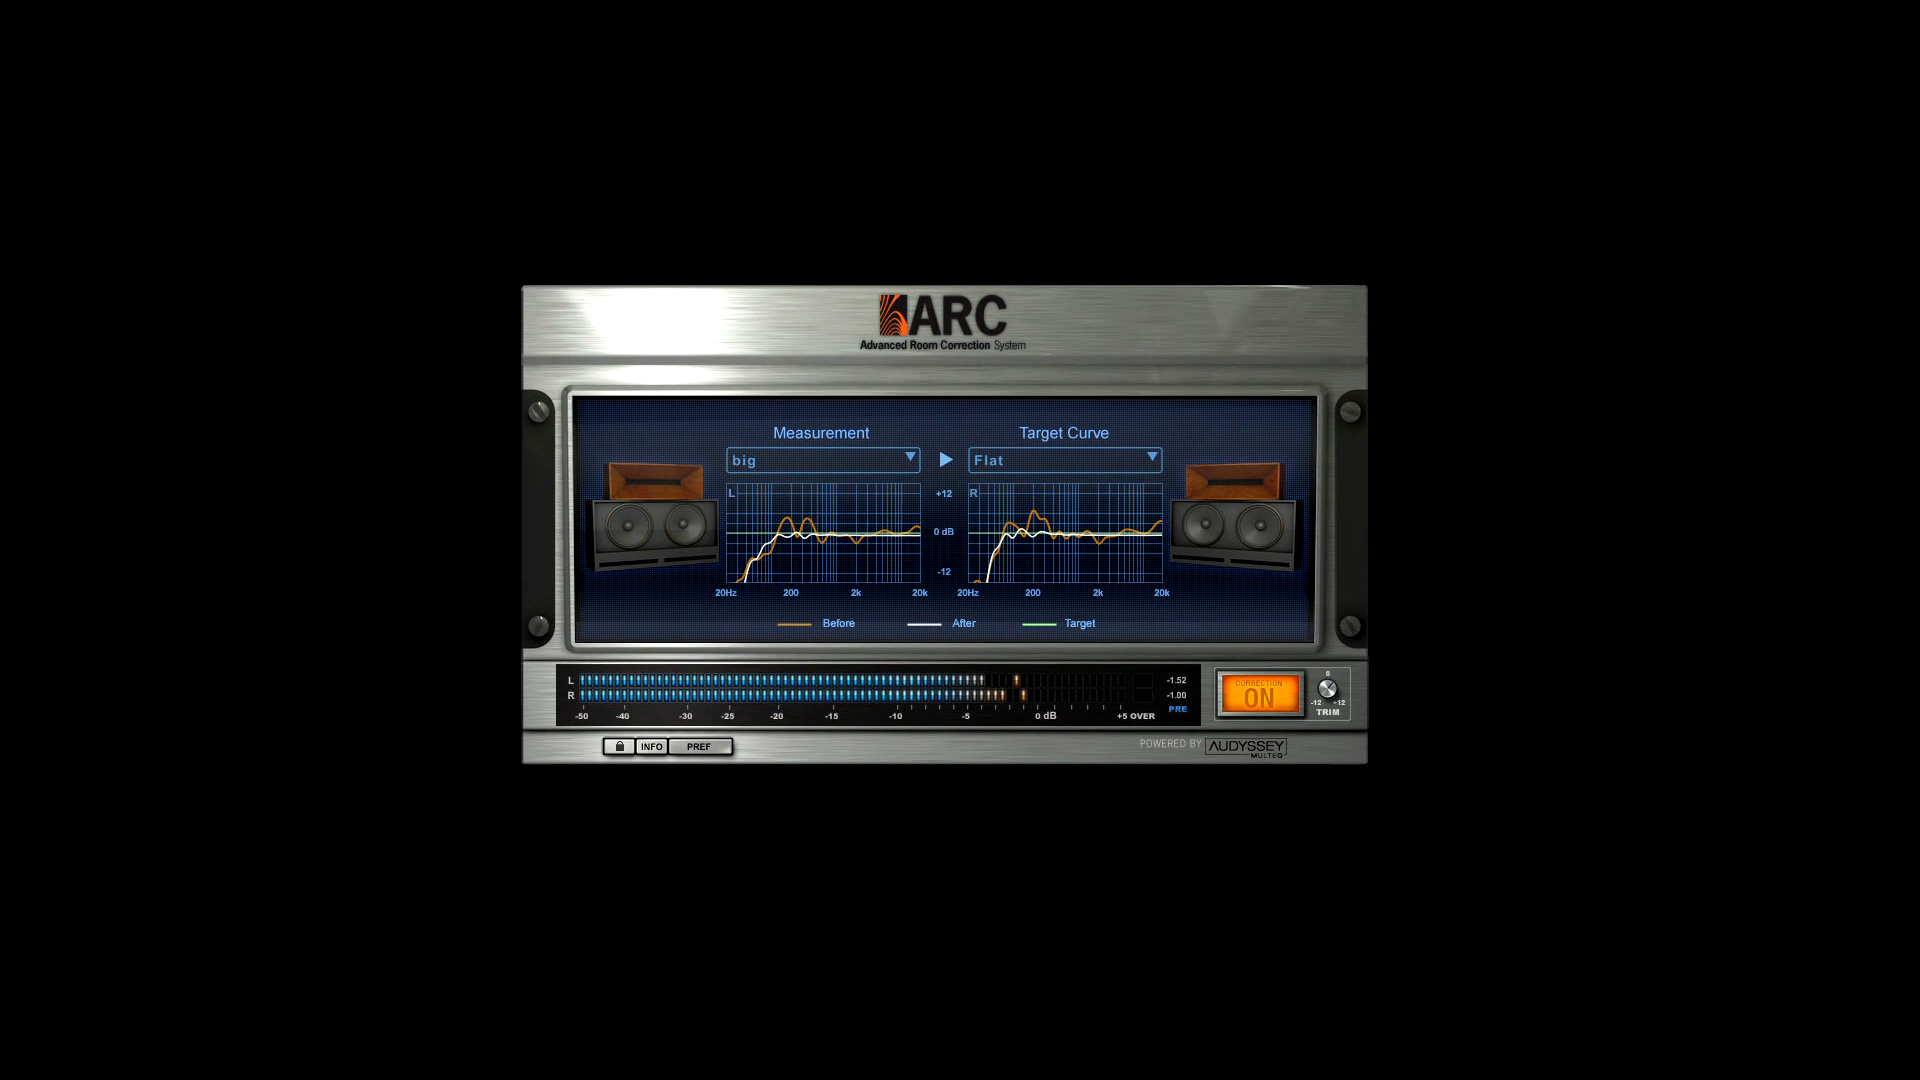 ARC
Advanced Room Correction System
Measurement
Target Curve
big
Flat
L
+12
R
0 dB
-12
20Hz 200 2k 20k
20Hz 200 2k 20k
Before
After
Target
L
-1.52
R
-1.00
PRE
-50 -40 -30 -25 -20 -15 -10 -5 0 dB +5 OVER
CORRECTION
ON
0
-12 +12
TRIM
INFO
PREF
POWERED BY AUDYSSEY
MULTEQ